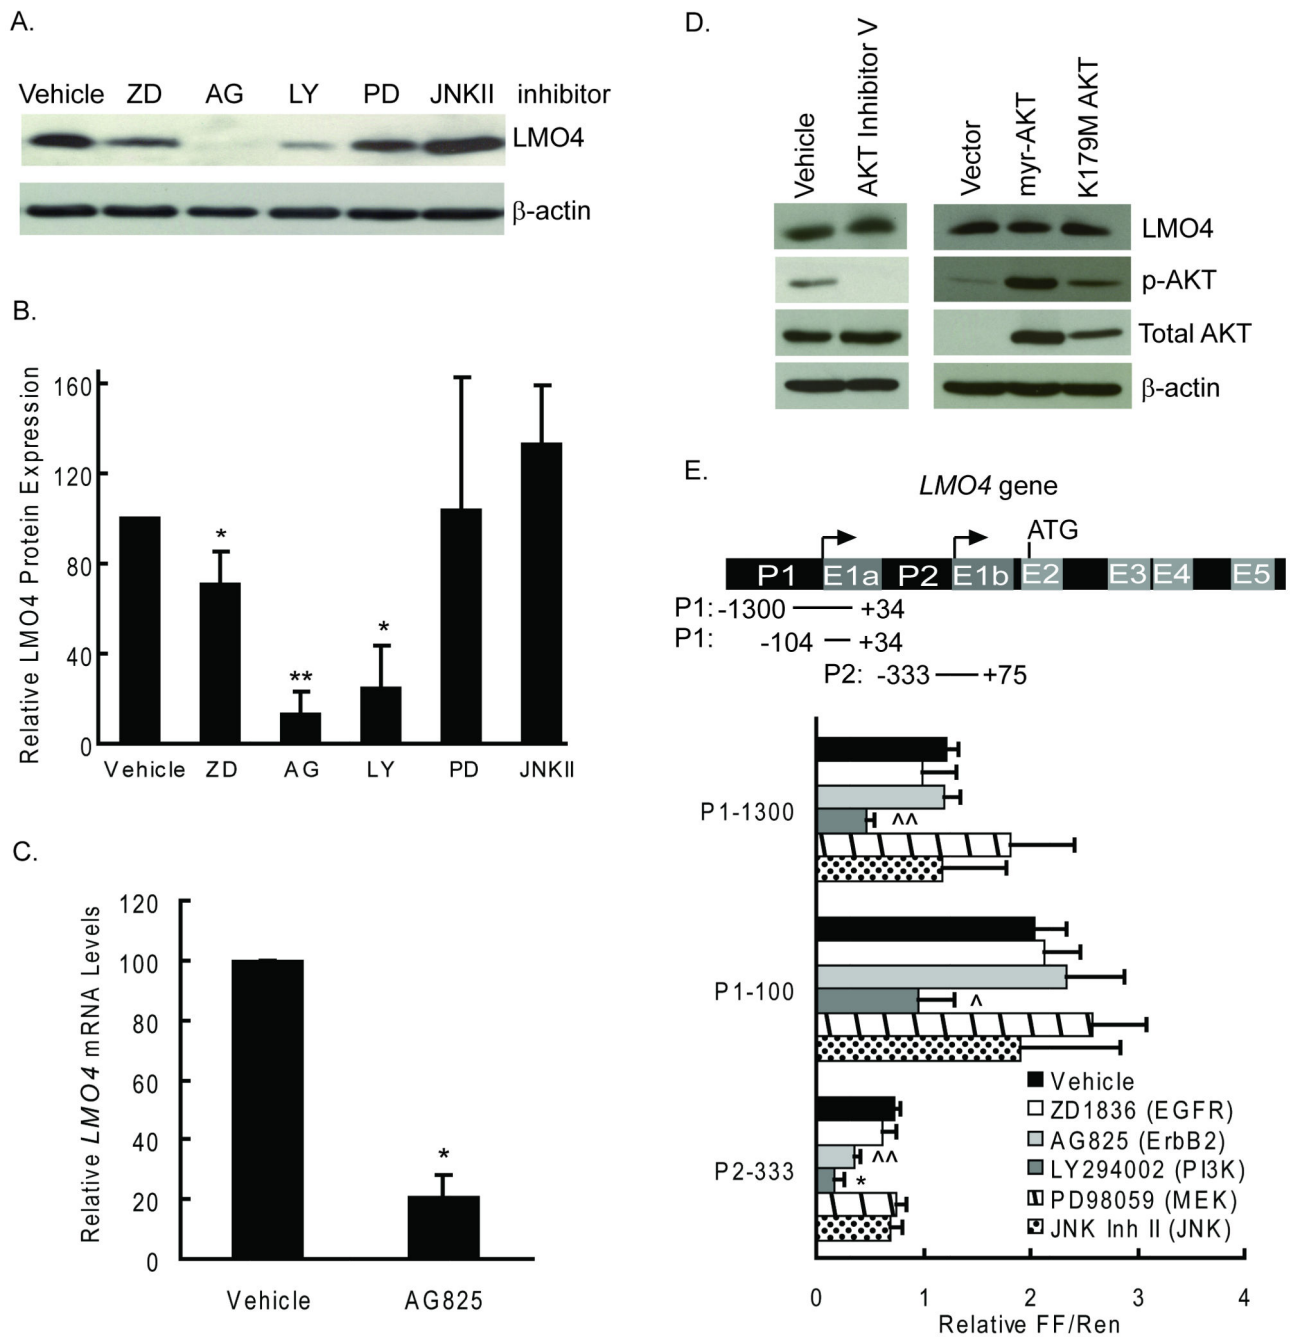 A.
Vehicle ZD AG LY PD JNKII inhibitor
LMO4
β-actin
B.
Relative LMO4 Protein Expression
160
120
80
40
0
Vehicle ZD AG LY PD JNKII
*
**
*
C.
Relative LMO4 mRNA Levels
120
100
80
60
40
20
0
*
Vehicle AG825
D.
Vehicle
AKT Inhibitor V
Vector
myr-AKT
K179M AKT
LMO4
p-AKT
Total AKT
β-actin
E.
LMO4 gene
ATG
P1 E1a P2 E1b E2 E3 E4 E5
P1: -1300 +34
P1: -104 +34
P2: -333 +75
P1-1300
^^
P1-100
^
P2-333
^^
*
Vehicle
ZD1836 (EGFR)
AG825 (ErbB2)
LY294002 (PI3K)
PD98059 (MEK)
JNK Inh II (JNK)
0 1 2 3 4
Relative FF/Ren